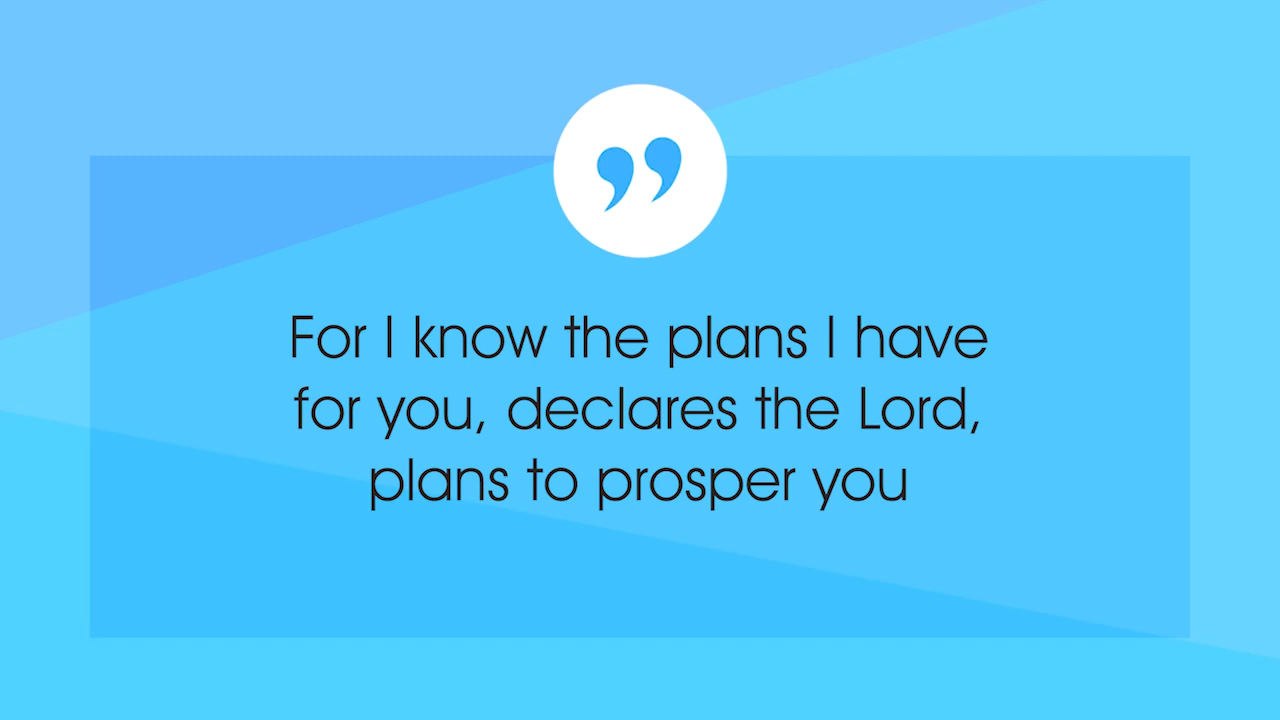 ”
For I know the plans I have
for you, declares the Lord,
plans to prosper you